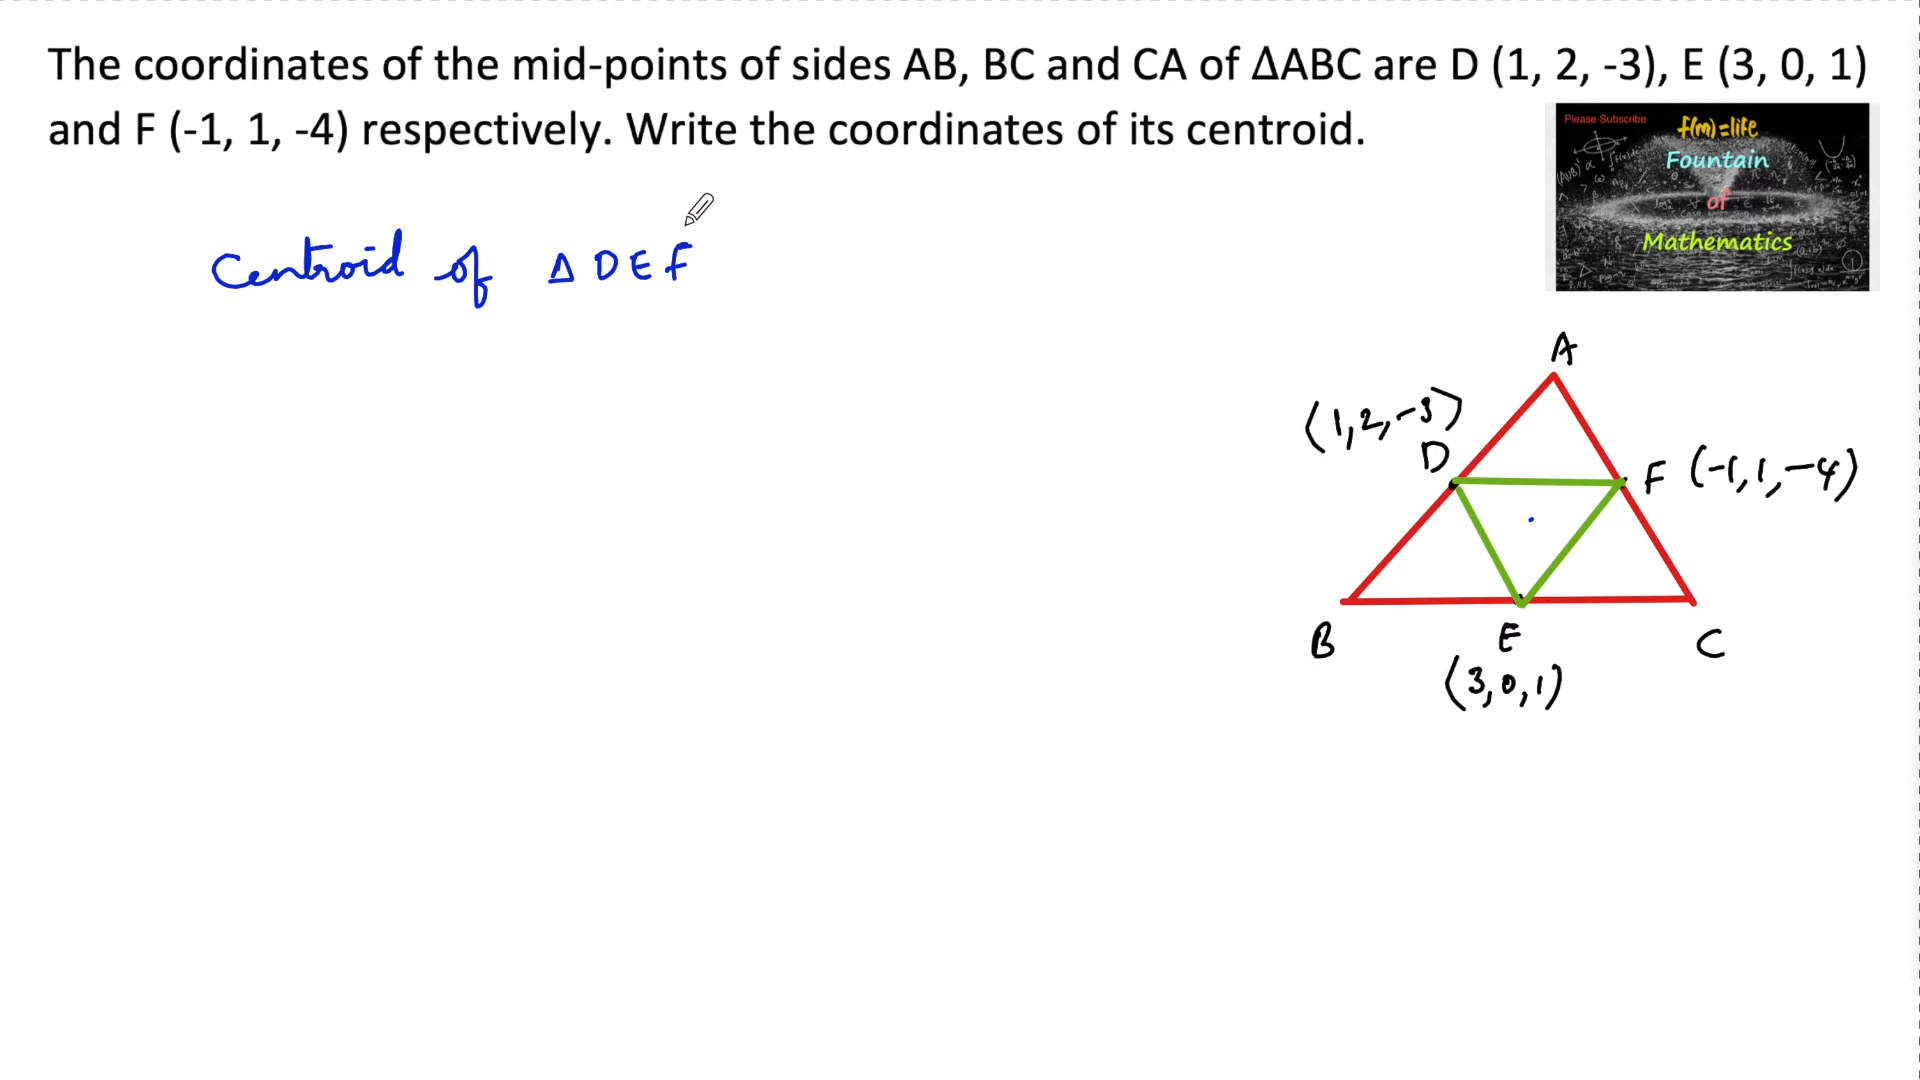 The coordinates of the mid-points of sides AB, BC and CA of ΔABC are D (1, 2, -3), E (3, 0, 1)
and F (-1, 1, -4) respectively. Write the coordinates of its centroid.
Please Subscribe
f(m)=life
Fountain
of
Mathematics
Centroid of Δ DEF
A
(1,2,-3)
D
F (-1,1,-4)
B
E
C
(3,0,1)